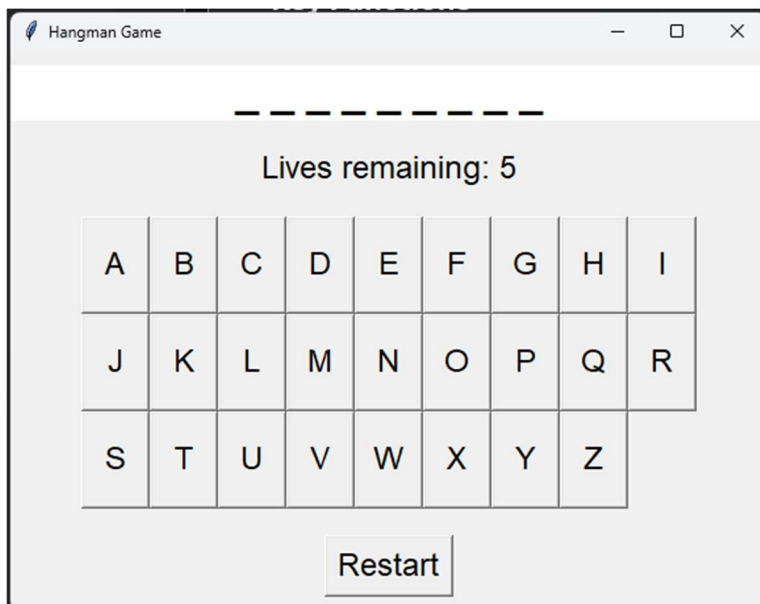 Hangman Game
_ _ _ _ _ _ _ _ _
Lives remaining: 5
A B C D E F G H I
J K L M N O P Q R
S T U V W X Y Z
Restart